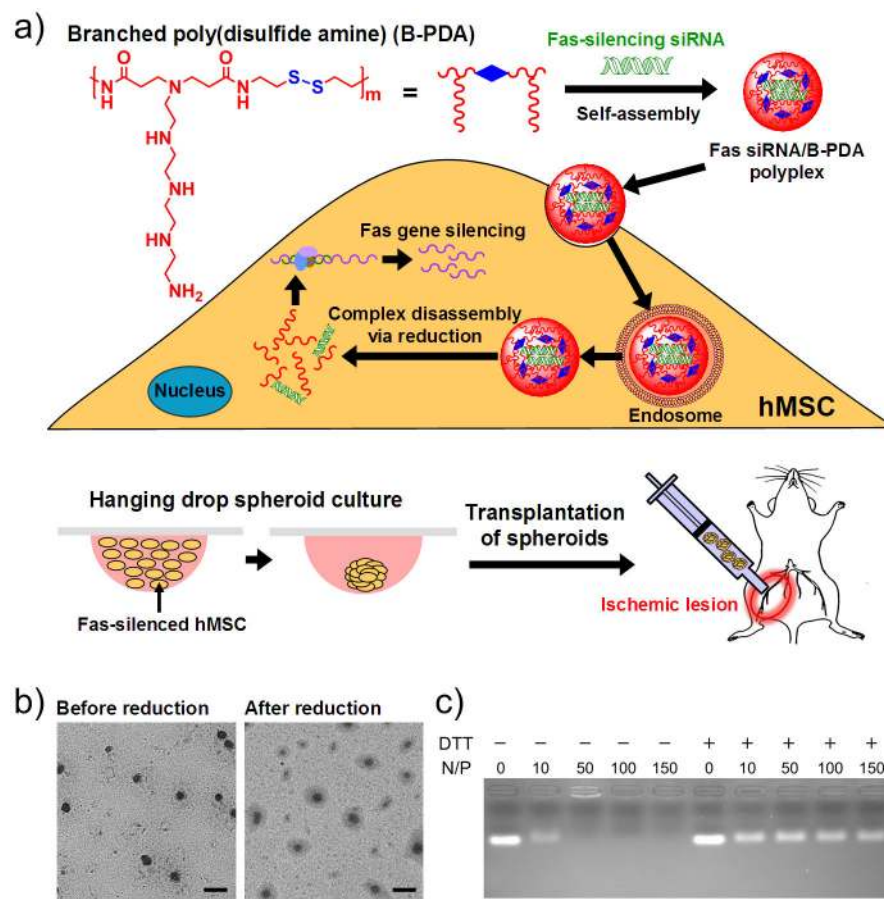 a)
Branched poly(disulfide amine) (B-PDA)
Fas-silencing siRNA
O
O
N
H
N
N
H
S
S
m
=
Self-assembly
NH
Fas siRNA/B-PDA
polyplex
NH
Fas gene silencing
HN
NH2
Complex disassembly
via reduction
Nucleus
Endosome
hMSC
Hanging drop spheroid culture
Transplantation
of spheroids
Ischemic lesion
Fas-silenced hMSC
b)
Before reduction
After reduction
c)
DTT − − − − − + + + + +
N/P 0 10 50 100 150 0 10 50 100 150